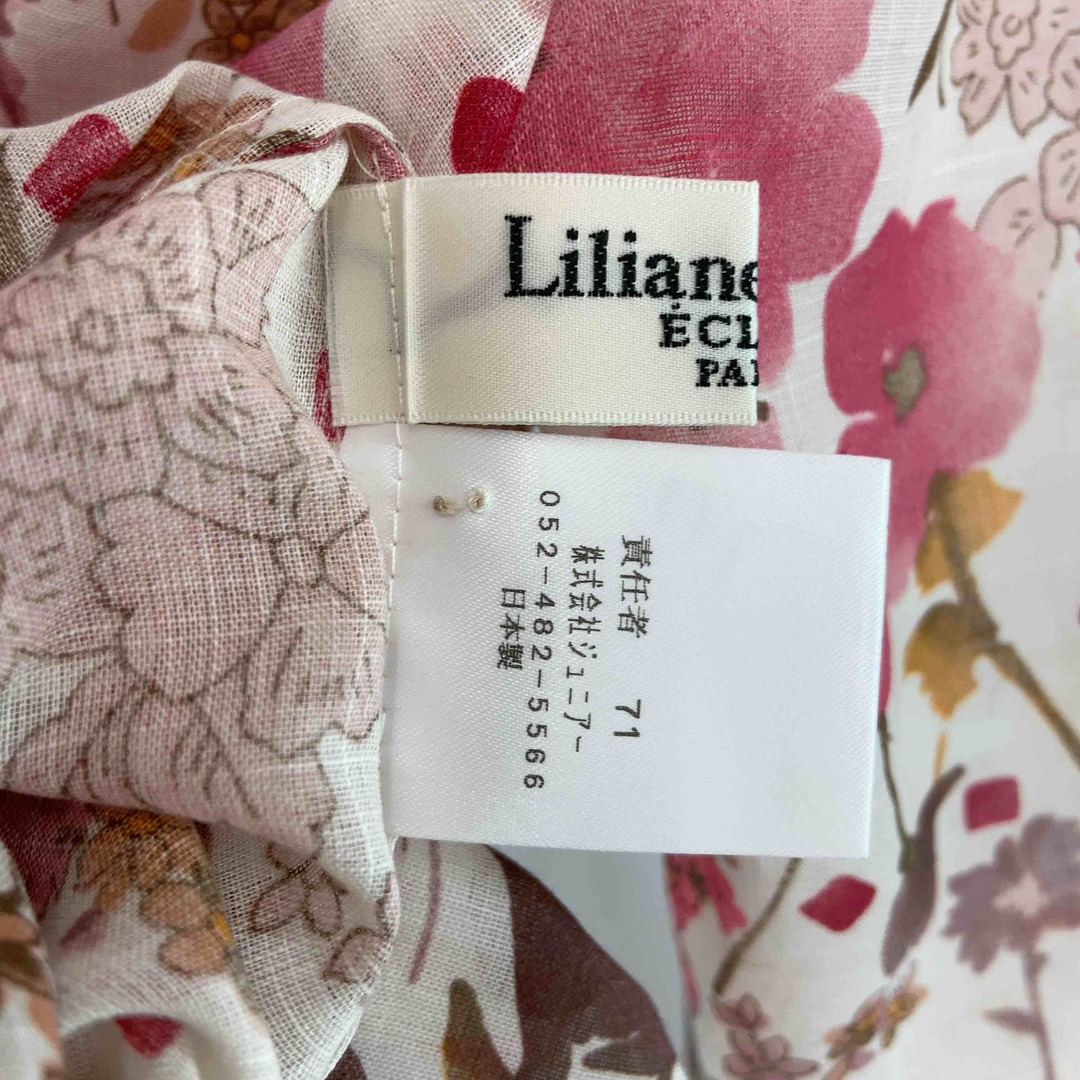 Liliane
ÉCL
PA
責任者 71
株式会社ジュニアー
052-482-5566
日本製